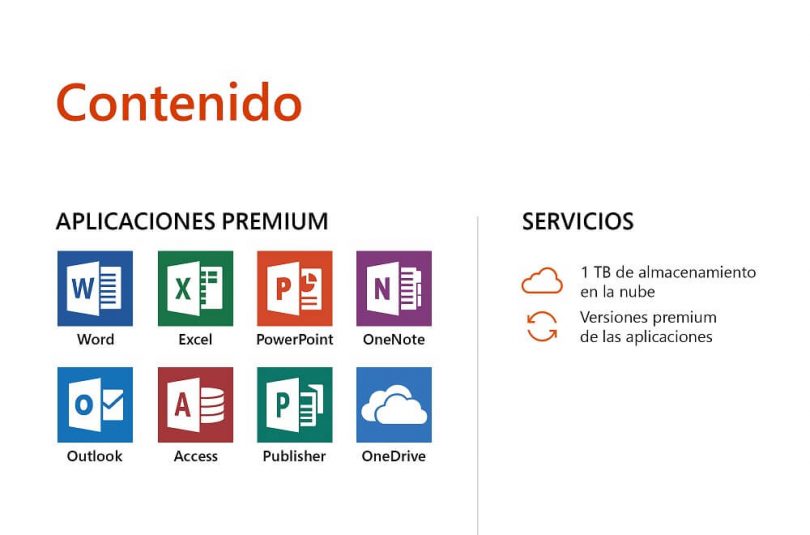 Contenido
APLICACIONES PREMIUM
W
X
P
N
Word
Excel
PowerPoint
OneNote
O
A
P
Outlook
Access
Publisher
OneDrive
SERVICIOS
1 TB de almacenamiento
en la nube
Versiones premium
de las aplicaciones